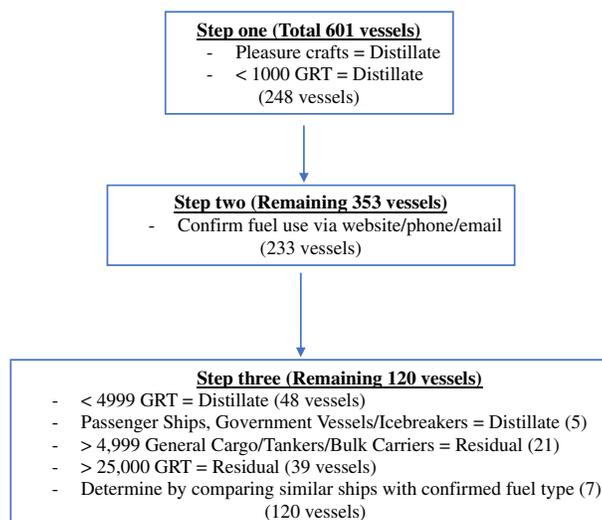 Step one (Total 601 vessels)
- Pleasure crafts = Distillate
- < 1000 GRT = Distillate
(248 vessels)
Step two (Remaining 353 vessels)
- Confirm fuel use via website/phone/email
(233 vessels)
Step three (Remaining 120 vessels)
- < 4999 GRT = Distillate (48 vessels)
- Passenger Ships, Government Vessels/Icebreakers = Distillate (5)
- > 4,999 General Cargo/Tankers/Bulk Carriers = Residual (21)
- > 25,000 GRT = Residual (39 vessels)
- Determine by comparing similar ships with confirmed fuel type (7)
(120 vessels)